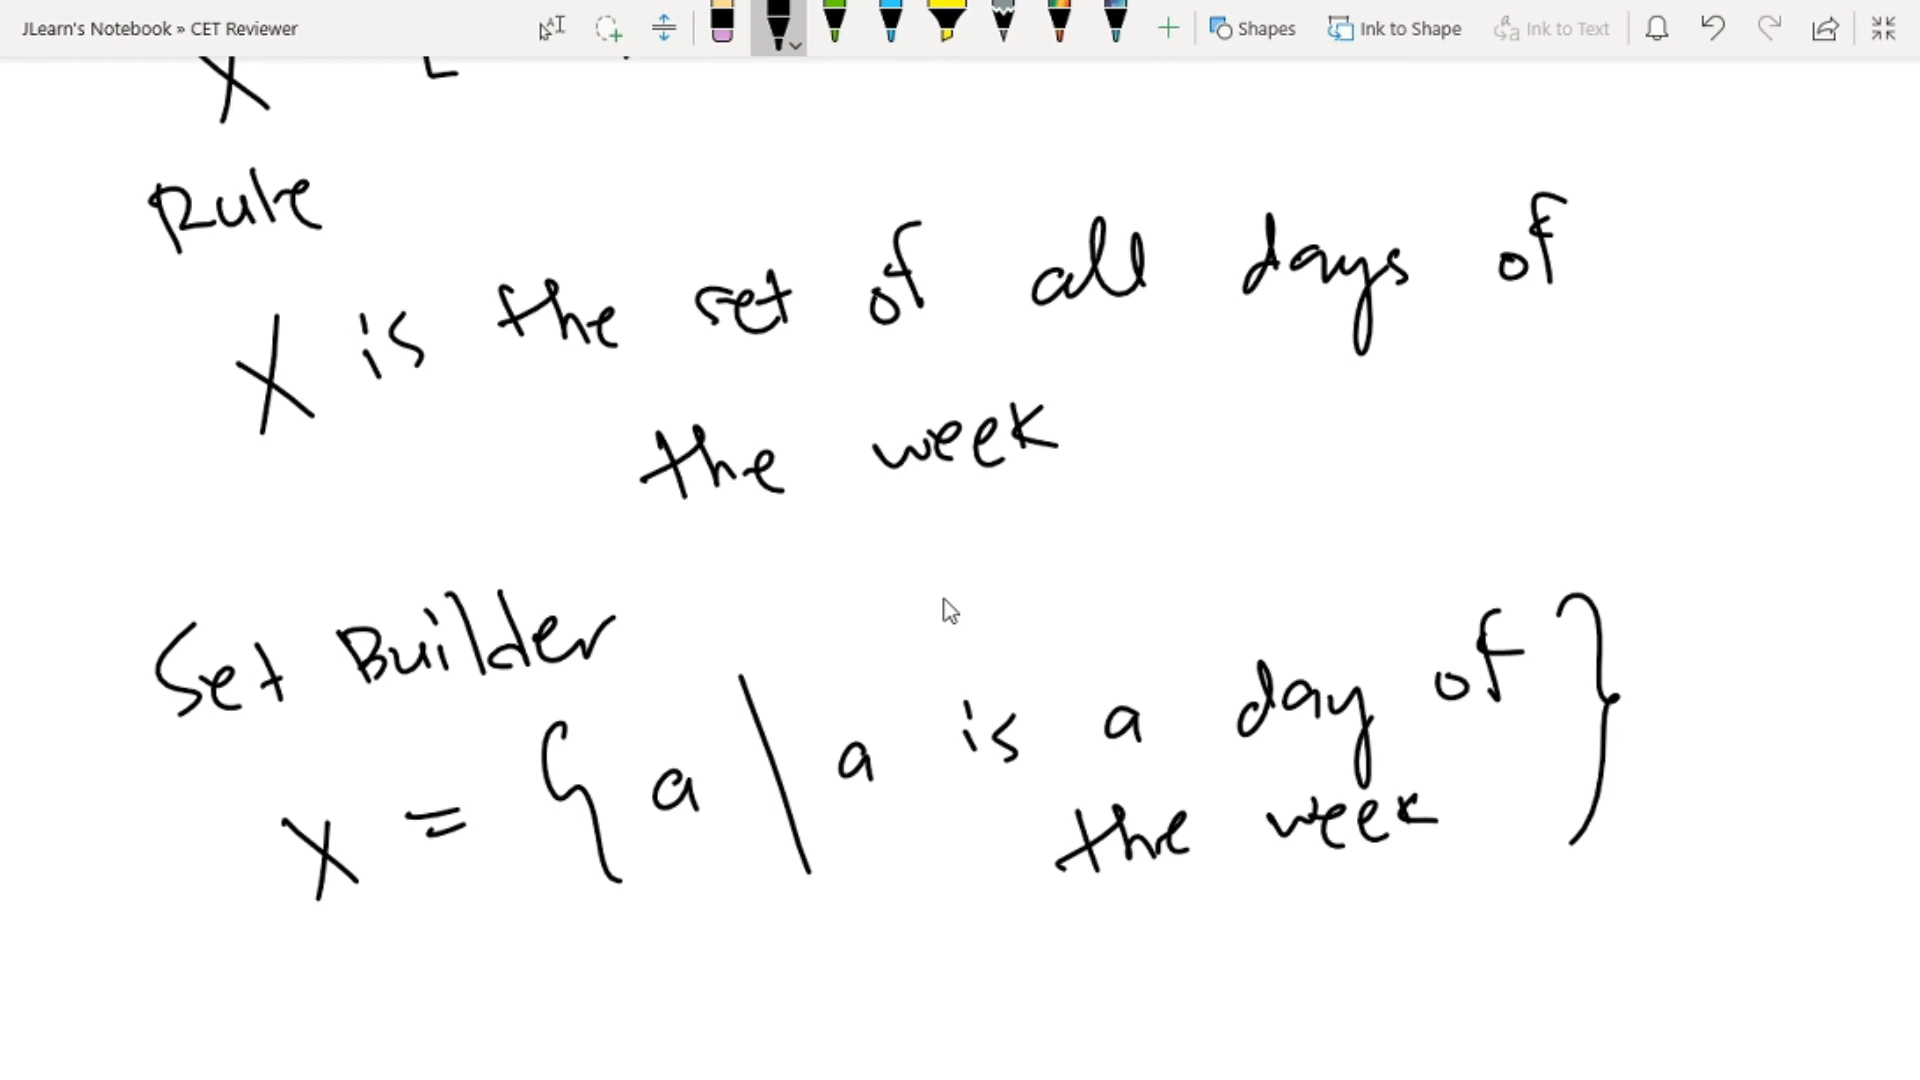 JLearn's Notebook » CET Reviewer
Shapes
Ink to Shape
Ink to Text
X
Rule
X is the set of all days of
the week
Set Builder
X = { a | a is a day of
the week }